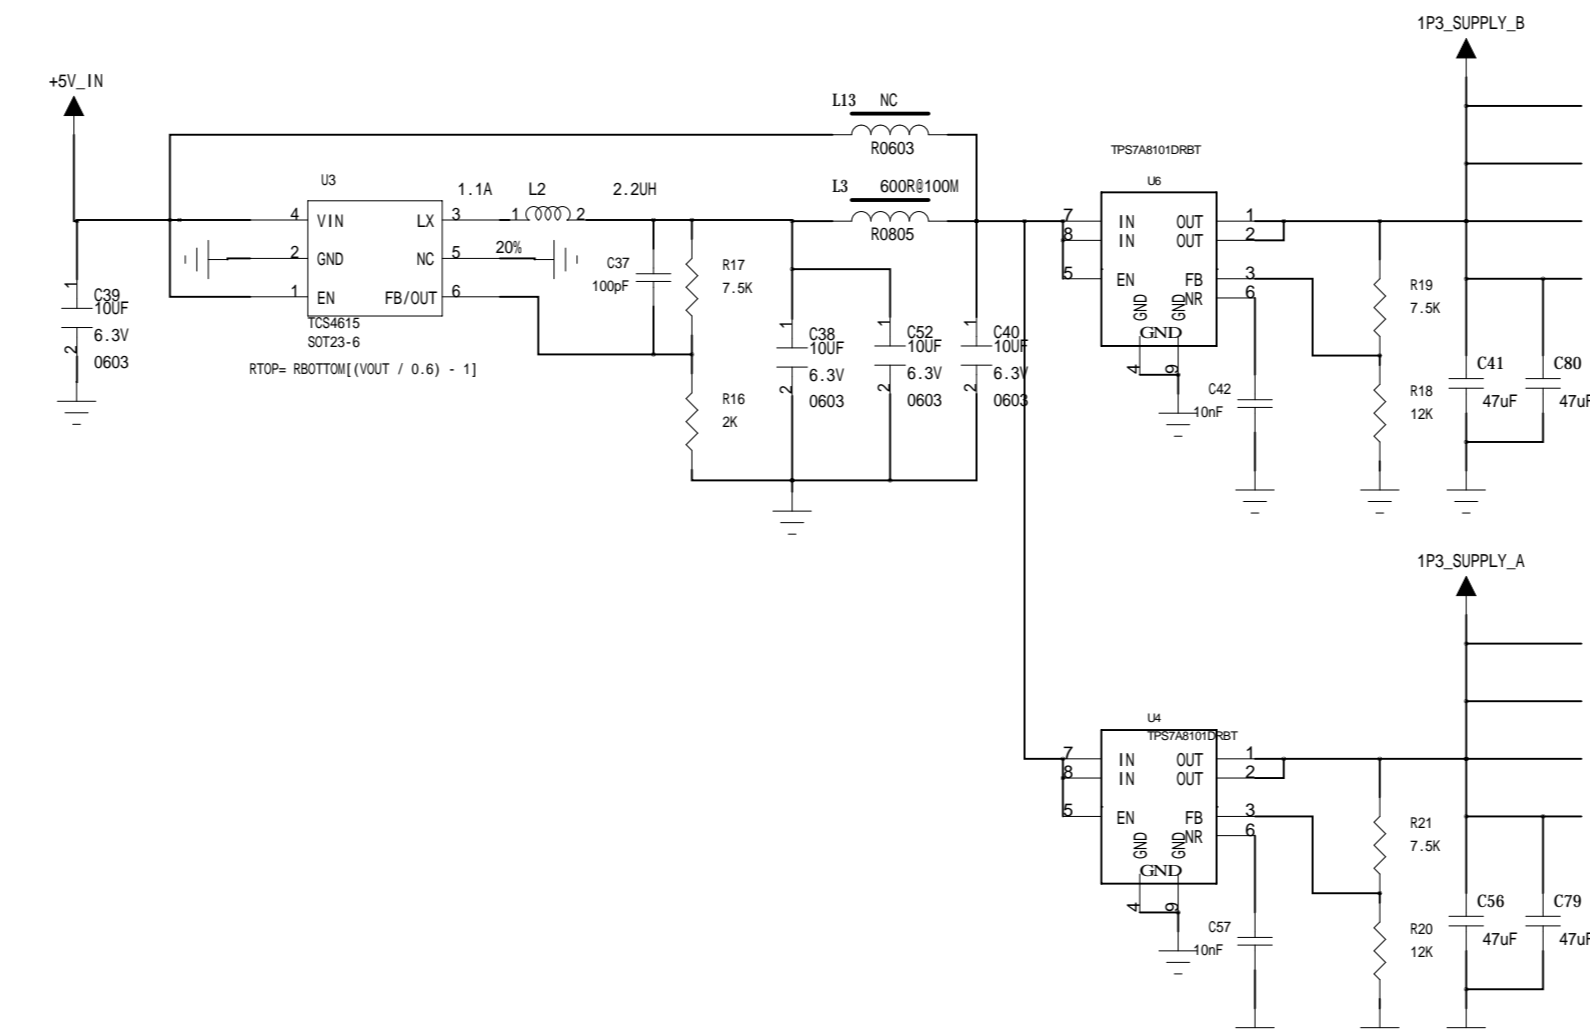 1P3_SUPPLY_B
+5V_IN
L13 NC
R0603
L3 600R@100M
R0805
U3
1.1A L2 2.2UH
1 2
4 VIN LX 3
2 GND NC 5 20%
1 EN FB/OUT 6
TCS4615
SOT23-6
RTOP= RBOTTOM[(VOUT / 0.6) - 1]
1
C39
10UF
6.3V
2
0603
C37
100pF
R17
7.5K
R16
2K
1
C38
10UF
6.3V
2
0603
1
C52
10UF
6.3V
2
0603
1
C40
10UF
6.3V
2
0603
TPS7A8101DRBT
U6
7 IN OUT 1
8 IN OUT 2
5 EN FB 3
NR 6
GND GND
GND
4 9
C42
10nF
R19
7.5K
R18
12K
C41
47uF
C80
47uF
1P3_SUPPLY_A
U4
TPS7A8101DRBT
7 IN OUT 1
8 IN OUT 2
5 EN FB 3
NR 6
GND GND
GND
4 9
C57
10nF
R21
7.5K
R20
12K
C56
47uF
C79
47uF